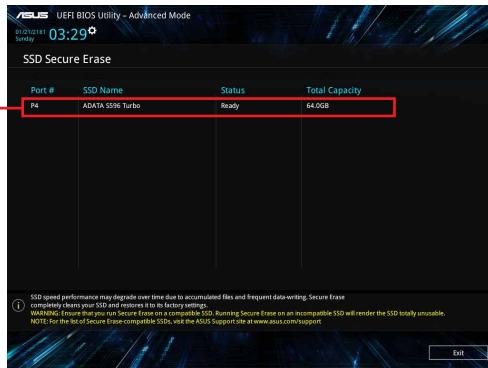 ASUS UEFI BIOS Utility – Advanced Mode
01/21/2181 03:29
Sunday
SSD Secure Erase
Port # SSD Name Status Total Capacity
P4 ADATA S596 Turbo Ready 64.0GB
SSD speed performance may degrade over time due to accumulated files and frequent data-writing. Secure Erase
completely cleans your SSD and restores it to its factory settings.
WARNING: Ensure that you run Secure Erase on a compatible SSD. Running Secure Erase on an incompatible SSD will render the SSD totally unusable.
NOTE: For the list of Secure Erase-compatible SSDs, visit the ASUS Support site at www.asus.com/support
Exit